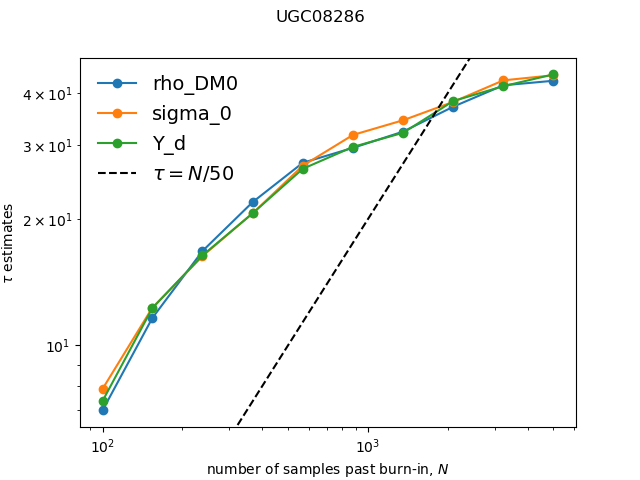 UGC08286
rho_DM0
sigma_0
Y_d
τ = N/50
4 × 10¹
3 × 10¹
2 × 10¹
10¹
τ estimates
10²
10³
number of samples past burn-in, N